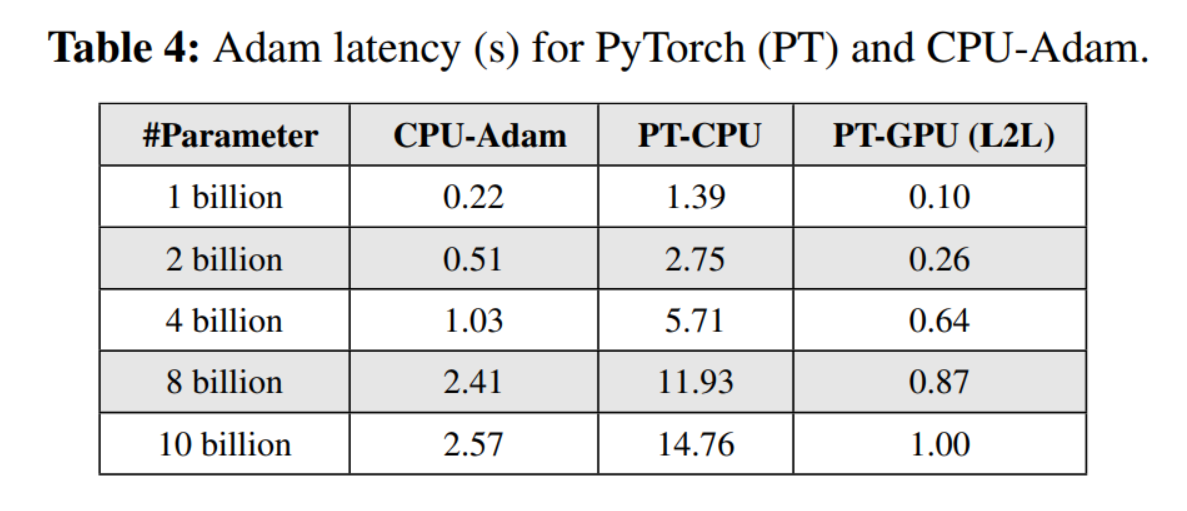 Table 4: Adam latency (s) for PyTorch (PT) and CPU-Adam.
#Parameter CPU-Adam PT-CPU PT-GPU (L2L)
1 billion 0.22 1.39 0.10
2 billion 0.51 2.75 0.26
4 billion 1.03 5.71 0.64
8 billion 2.41 11.93 0.87
10 billion 2.57 14.76 1.00